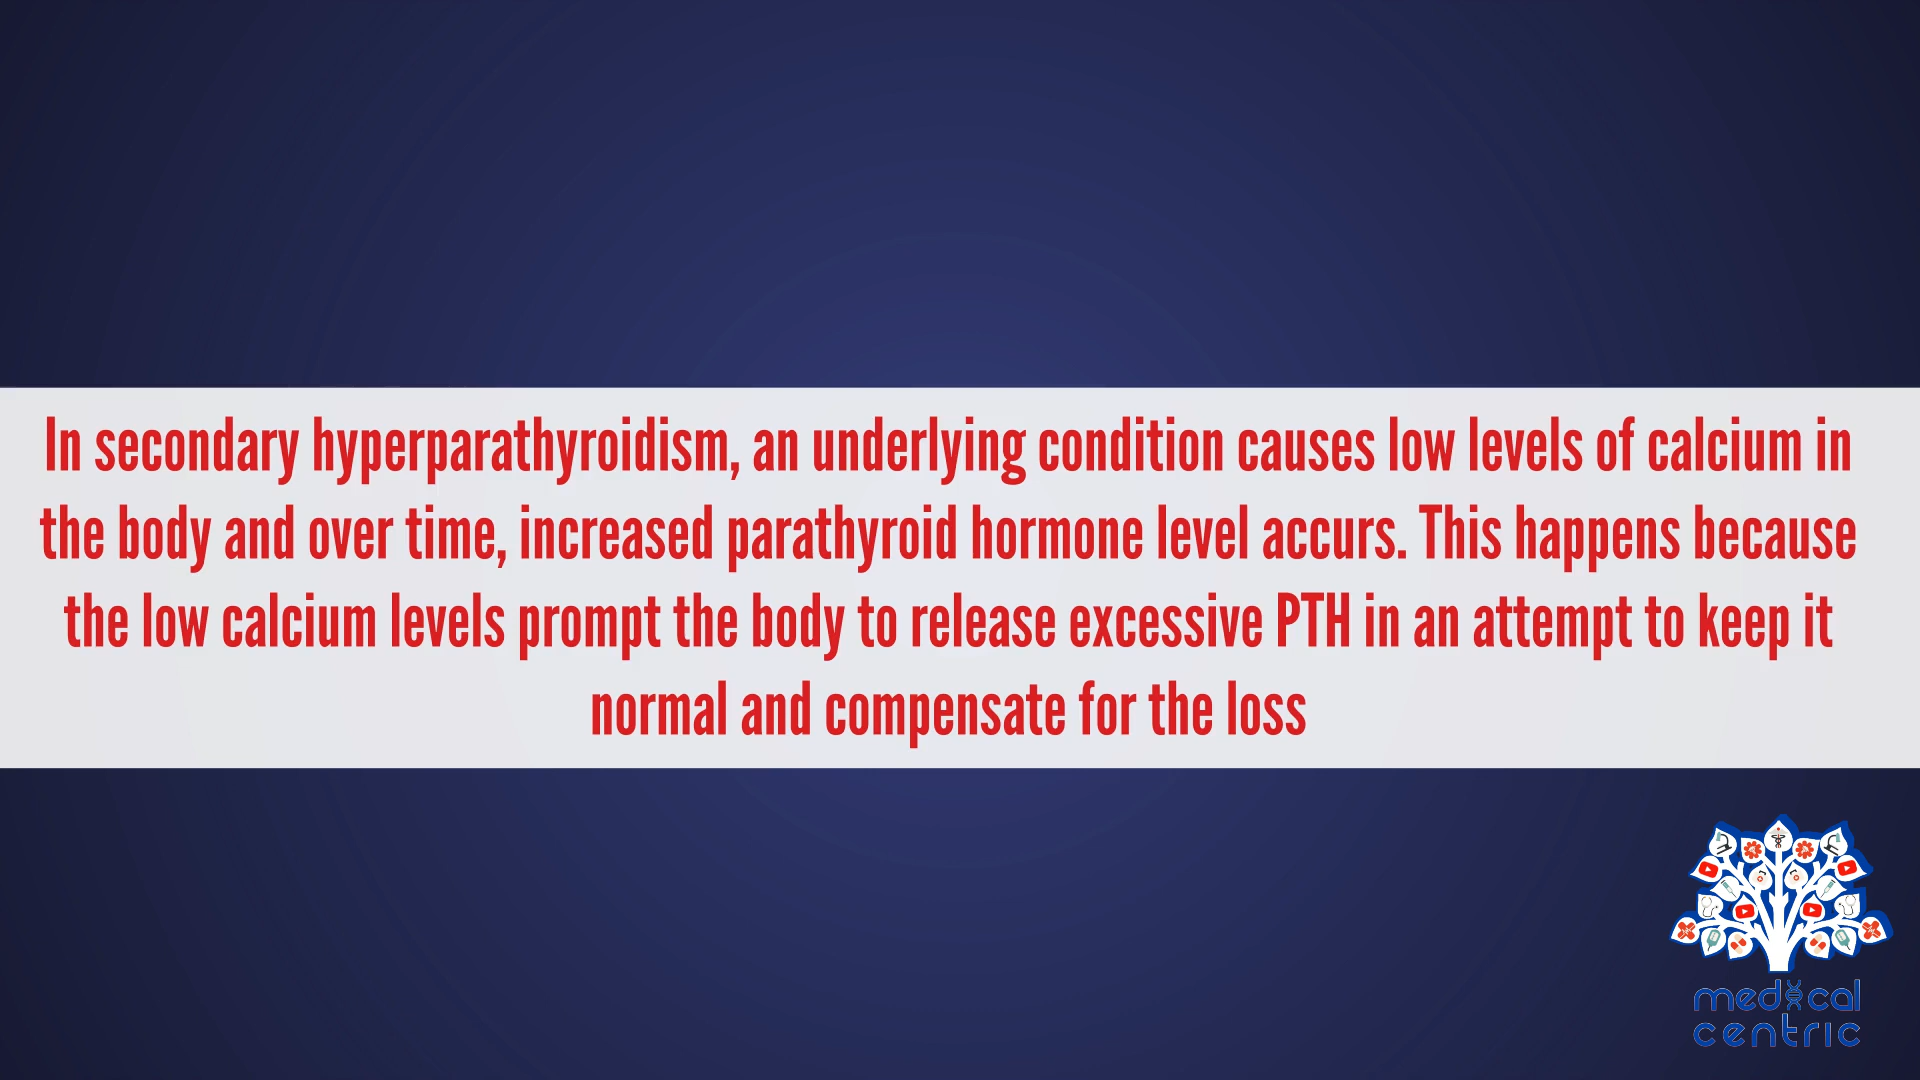 In secondary hyperparathyroidism, an underlying condition causes low levels of calcium in
the body and over time, increased parathyroid hormone level accurs. This happens because
the low calcium levels prompt the body to release excessive PTH in an attempt to keep it
normal and compensate for the loss
medical
centric